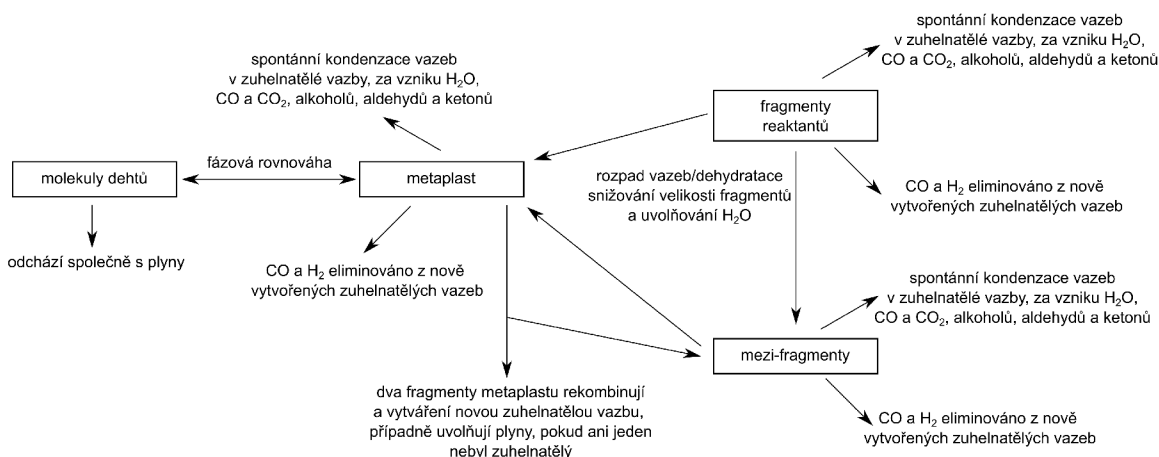 spontánní kondenzace vazeb
v zuhelnatělé vazby, za vzniku H₂O,
CO a CO₂, alkoholů, aldehydů a ketonů
fragmenty
reaktantů
spontánní kondenzace vazeb
v zuhelnatělé vazby, za vzniku H₂O,
CO a CO₂, alkoholů, aldehydů a ketonů
molekuly dehtů
fázová rovnováha
metaplast
rozpad vazeb/dehydratace
snižování velikosti fragmentů
a uvolňování H₂O
CO a H₂ eliminováno z nově
vytvořených zuhelnatělých vazeb
odchází společně s plyny
CO a H₂ eliminováno z nově
vytvořených zuhelnatělých vazeb
spontánní kondenzace vazeb
v zuhelnatělé vazby, za vzniku H₂O,
CO a CO₂, alkoholů, aldehydů a ketonů
mezi-fragmenty
dva fragmenty metaplastu rekombinují
a vytváření novou zuhelnatělou vazbu,
případně uvolňují plyny, pokud ani jeden
nebyl zuhelnatělý
CO a H₂ eliminováno z nově
vytvořených zuhelnatělých vazeb